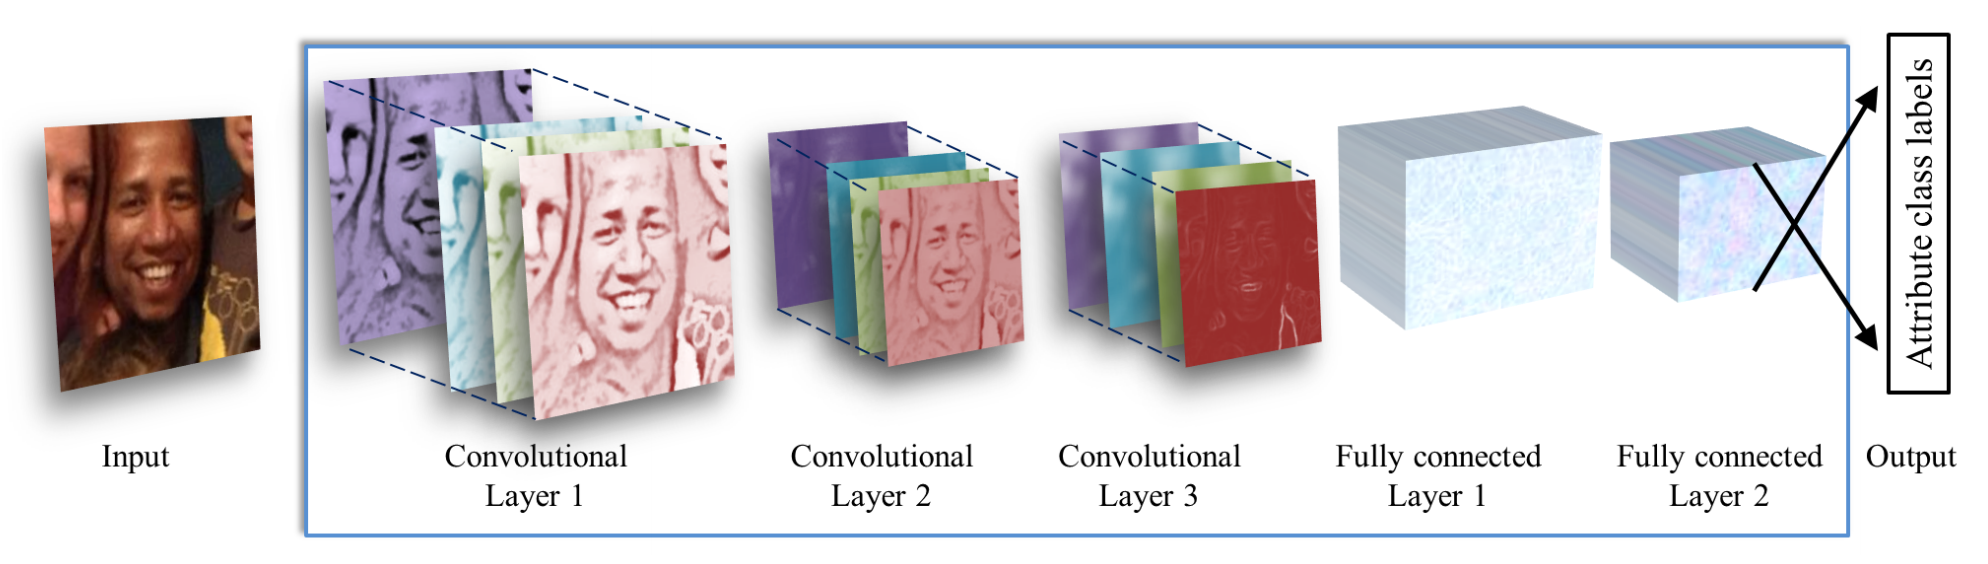 Attribute class labels
Input
Convolutional
Layer 1
Convolutional
Layer 2
Convolutional
Layer 3
Fully connected
Layer 1
Fully connected
Layer 2
Output